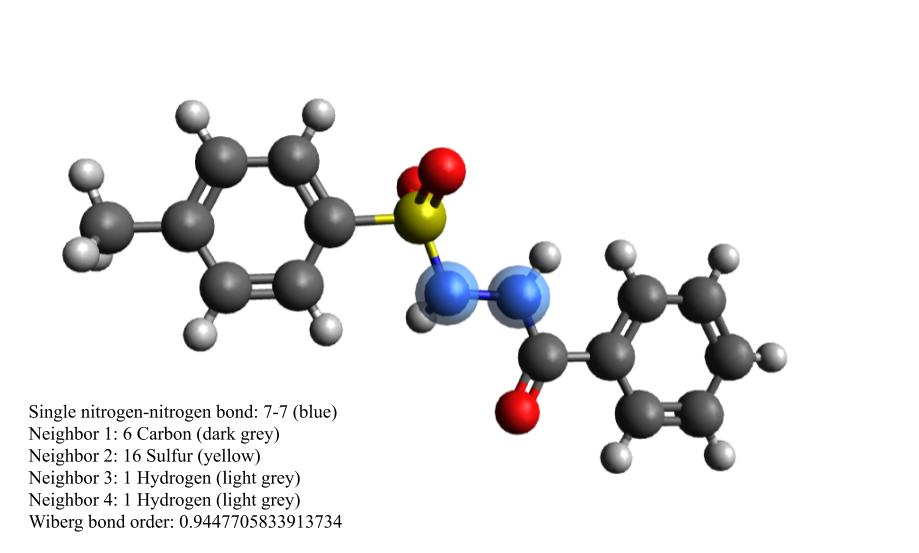 Single nitrogen-nitrogen bond: 7-7 (blue)
Neighbor 1: 6 Carbon (dark grey)
Neighbor 2: 16 Sulfur (yellow)
Neighbor 3: 1 Hydrogen (light grey)
Neighbor 4: 1 Hydrogen (light grey)
Wiberg bond order: 0.9447705833913734